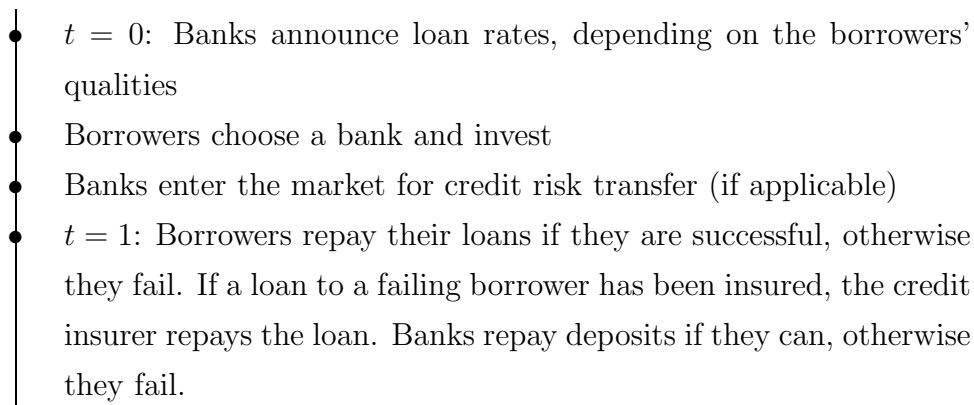 t = 0: Banks announce loan rates, depending on the borrowers’
qualities
Borrowers choose a bank and invest
Banks enter the market for credit risk transfer (if applicable)
t = 1: Borrowers repay their loans if they are successful, otherwise
they fail. If a loan to a failing borrower has been insured, the credit
insurer repays the loan. Banks repay deposits if they can, otherwise
they fail.